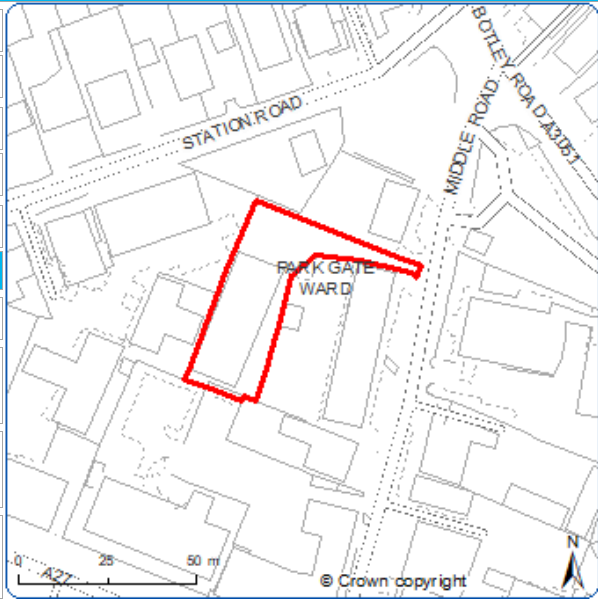 BOTLEY ROAD A3051
STATION ROAD
MIDDLE ROAD
PARK GATE
WARD
N
0 25 50 m
A27
© Crown copyright